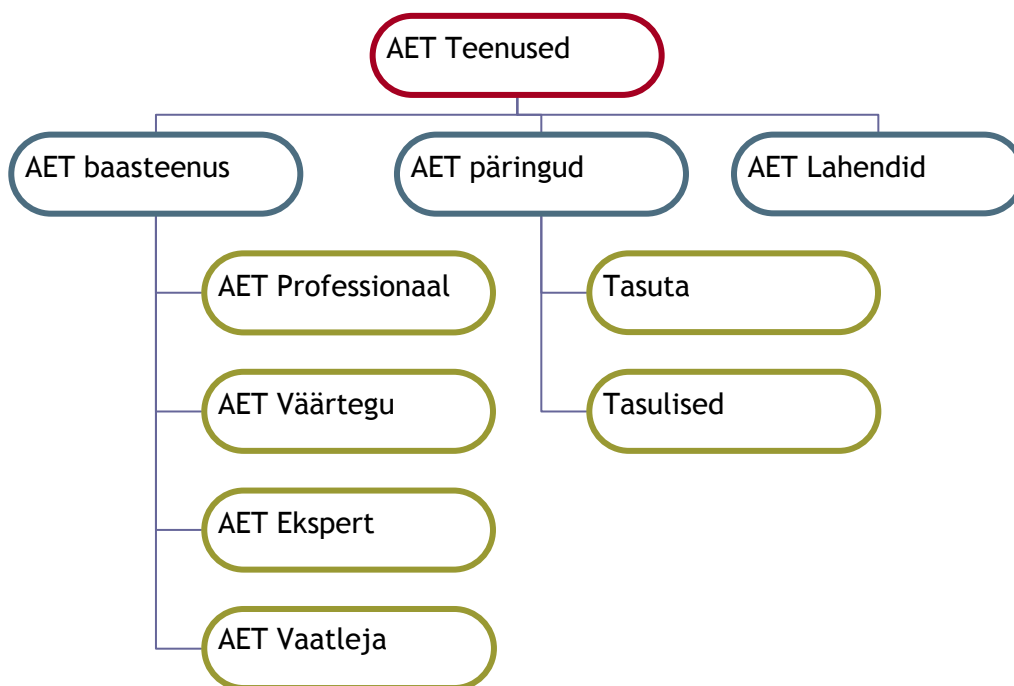 AET Teenused
AET baasteenus
AET päringud
AET Lahendid
AET Professionaal
Tasuta
AET Väärtegu
Tasulised
AET Ekspert
AET Vaatleja